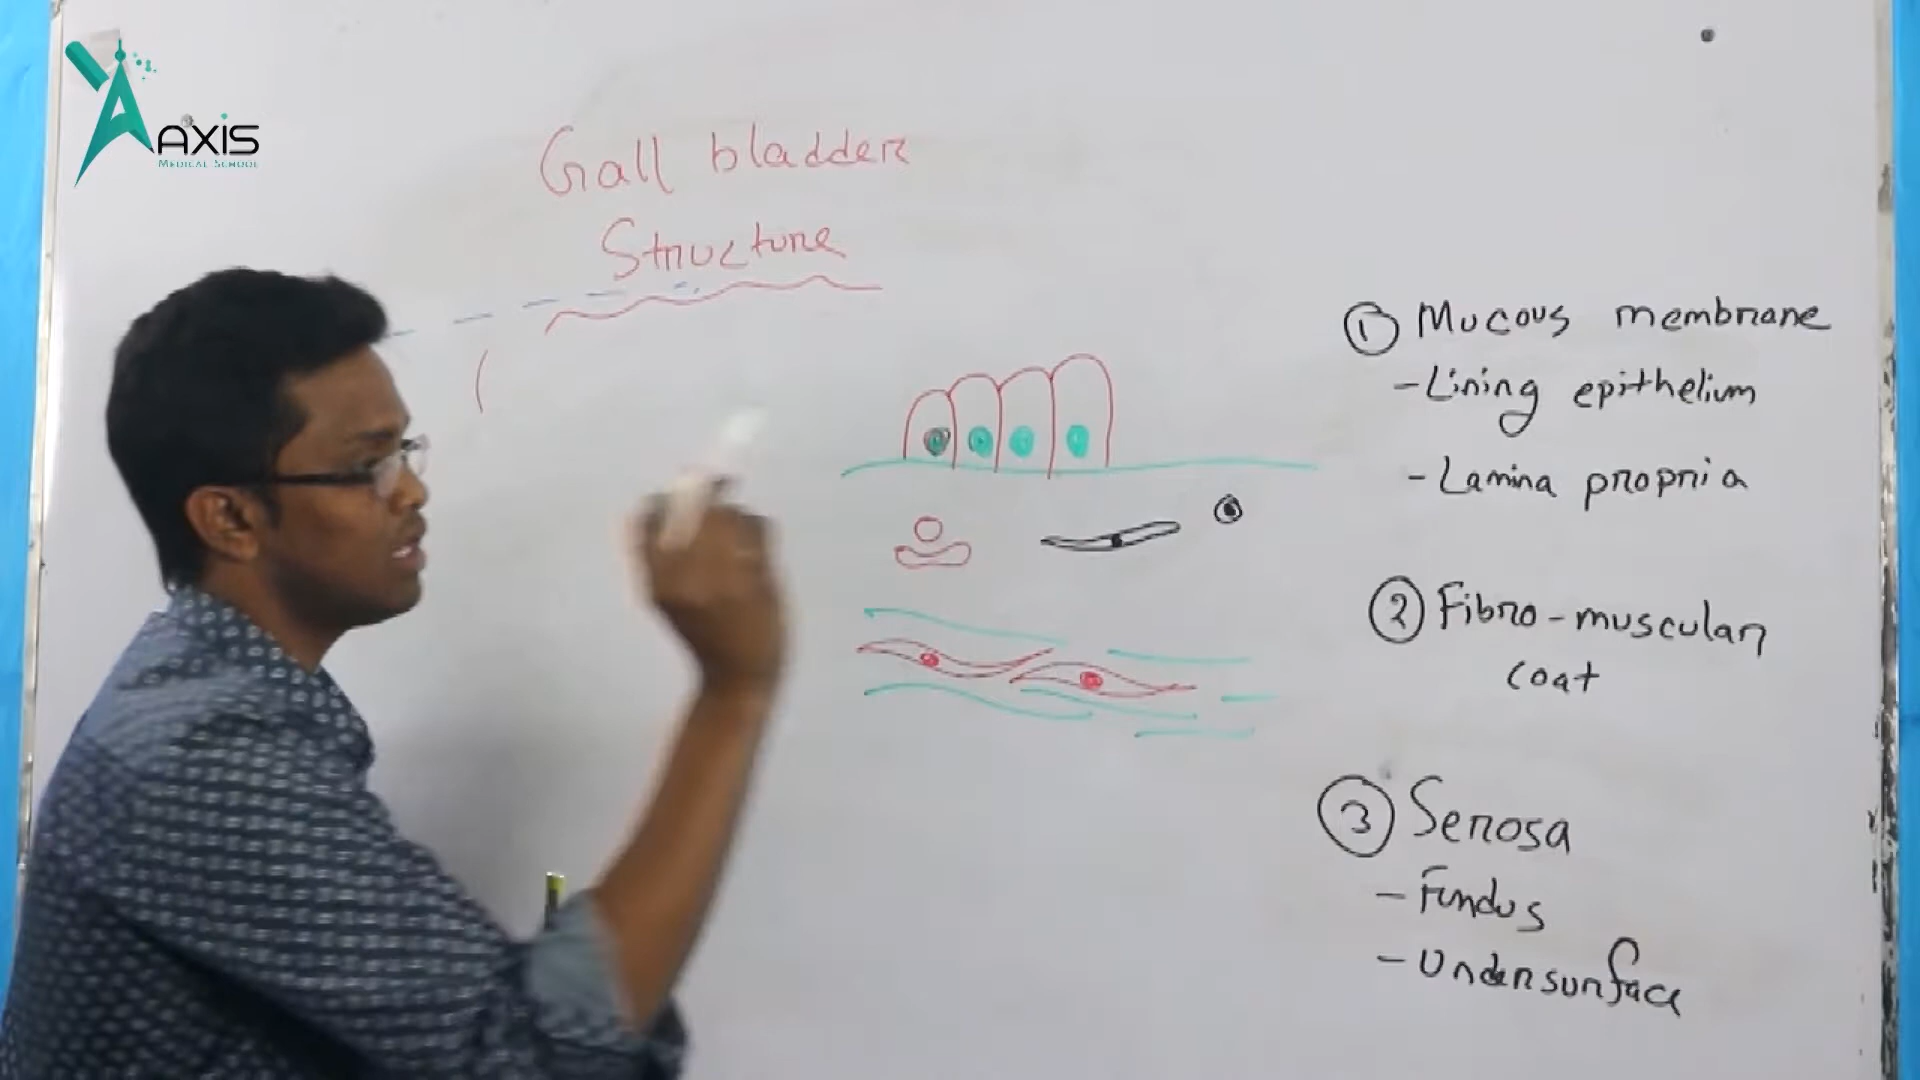 AXIS
MEDICAL SCHOOL
Gall bladder
Structure
① Mucous membrane
- Lining epithelium
- Lamina propria
② Fibro-muscular
coat
③ Serosa
- Fundus
- Undersurface